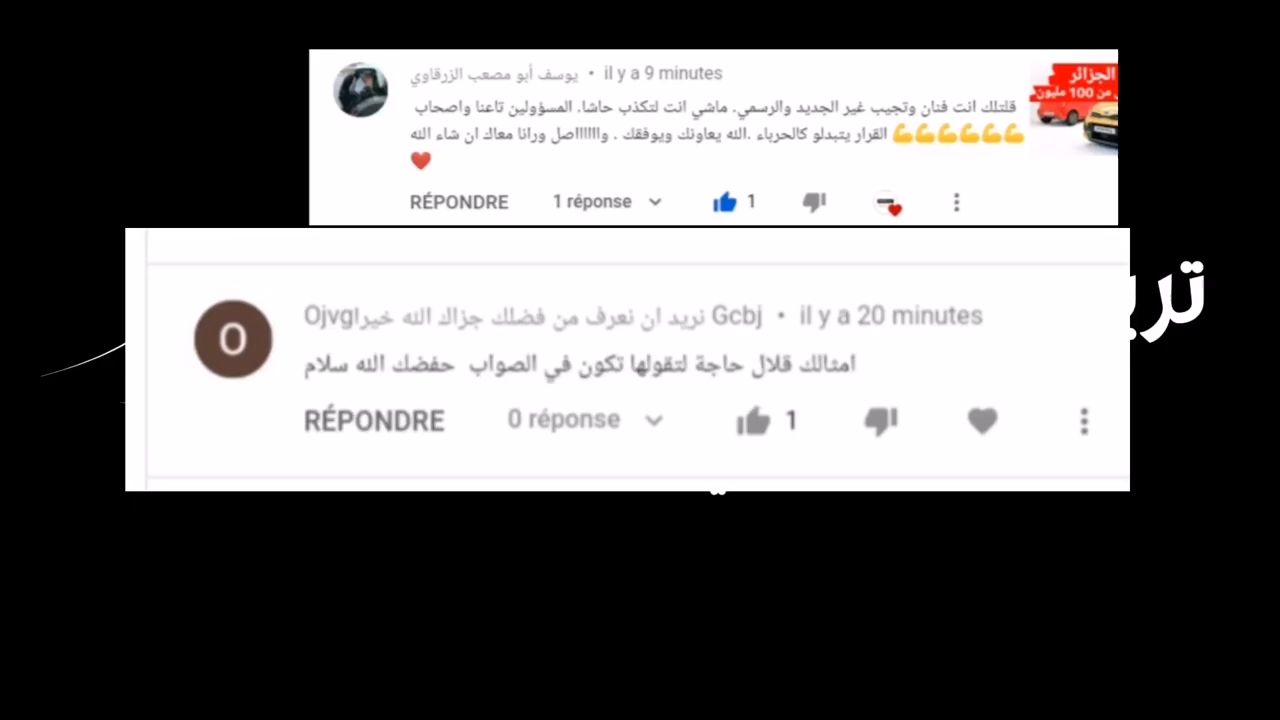 يوسف أبو مصعب الزرقاوي • il y a 9 minutes
الجزائر
من 100 مليون
قلتلك انت فنان وتجيب غير الجديد والرسمي. ماشي انت لتكذب حاشا. المسؤولين تاعنا واصحاب
القرار يتبدلو كالحرباء .الله يعاونك ويوفقك . وااااااصل ورانا معاك ان شاء الله 💪💪💪💪💪💪
❤️
RÉPONDRE 1 réponse 1
Ojvgنريد ان نعرف من فضلك جزاك الله خيرا Gcbj • il y a 20 minutes
امثالك قلال حاجة لتقولها تكون في الصواب حفضك الله سلام
RÉPONDRE 0 réponse 1